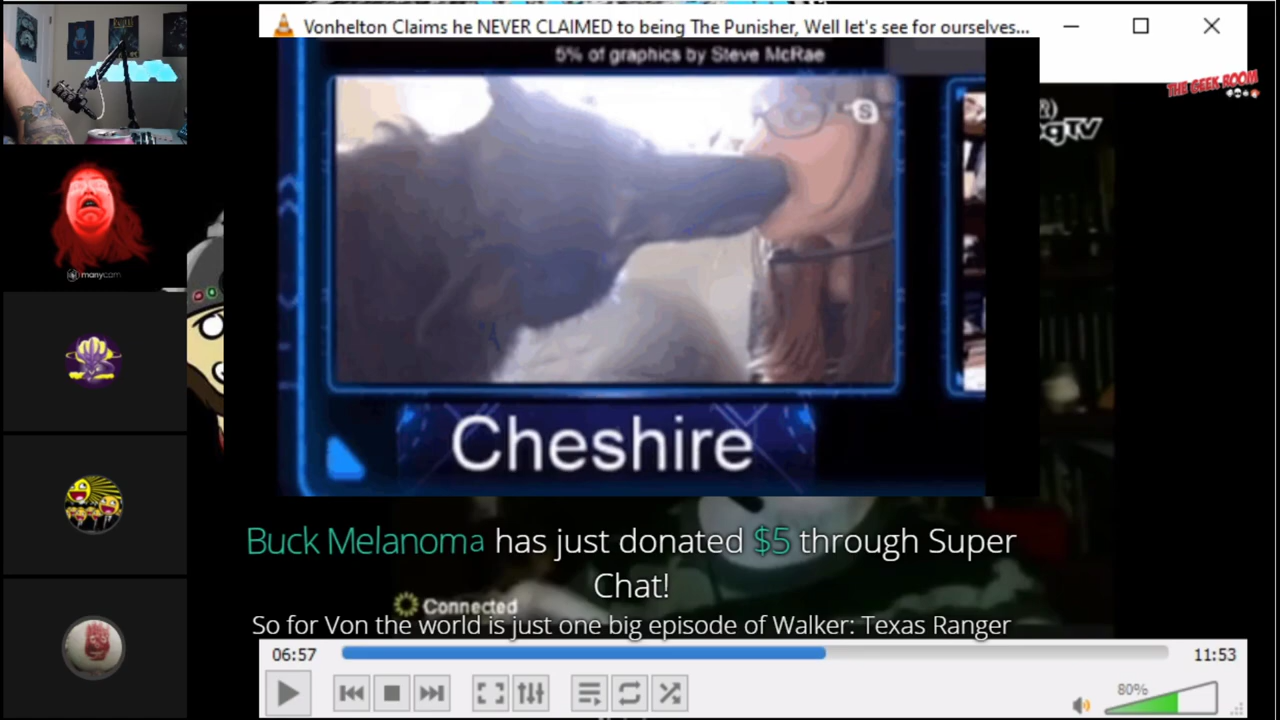 Vonhelton Claims he NEVER CLAIMED to being The Punisher, Well let's see for ourselves...
5% of graphics by Steve McRae
THE GEEK ROOM
manycam
Cheshire
Buck Melanoma has just donated $5 through Super
Chat!
Connected
So for Von the world is just one big episode of Walker: Texas Ranger
06:57
11:53
80%